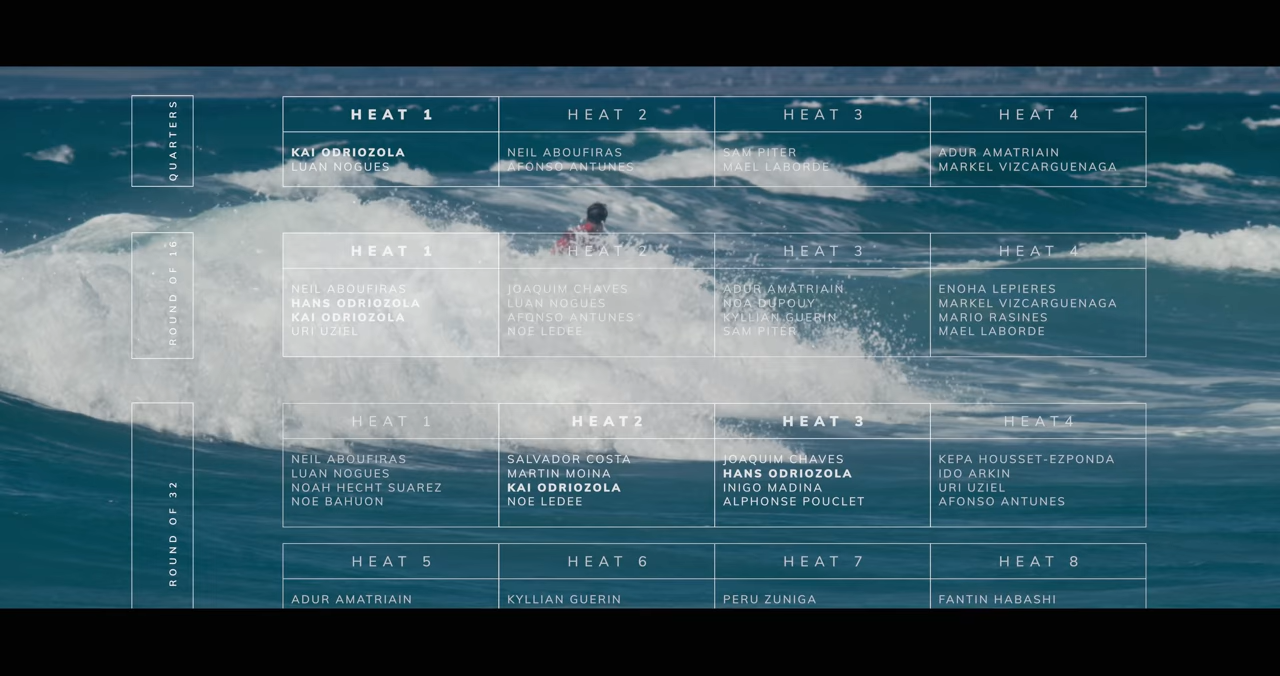 QUARTERS
HEAT 1
KAI ODRIOZOLA
LUAN NOGUES
HEAT 2
NEIL ABOUFIRAS
AFONSO ANTUNES
HEAT 3
SAM PITER
MAEL LABORDE
HEAT 4
ADUR AMATRIAIN
MARKEL VIZCARGUENAGA
ROUND OF 16
HEAT 1
NEIL ABOUFIRAS
HANS ODRIOZOLA
KAI ODRIOZOLA
URI UZIEL
HEAT 2
JOAQUIM CHAVES
LUAN NOGUES
AFONSO ANTUNES
NOE LEDEE
HEAT 3
ADUR AMATRIAIN
NOA DUPOUY
KYLLIAN GUERIN
SAM PITER
HEAT 4
ENOHA LEPIERES
MARKEL VIZCARGUENAGA
MARIO RASINES
MAEL LABORDE
ROUND OF 32
HEAT 1
NEIL ABOUFIRAS
LUAN NOGUES
NOAH HECHT SUAREZ
NOE BAHUON
HEAT2
SALVADOR COSTA
MARTIN MOINA
KAI ODRIOZOLA
NOE LEDEE
HEAT 3
JOAQUIM CHAVES
HANS ODRIOZOLA
INIGO MADINA
ALPHONSE POUCLET
HEAT4
KEPA HOUSSET-EZPONDA
IDO ARKIN
URI UZIEL
AFONSO ANTUNES
HEAT 5
ADUR AMATRIAIN
HEAT 6
KYLLIAN GUERIN
HEAT 7
PERU ZUNIGA
HEAT 8
FANTIN HABASHI